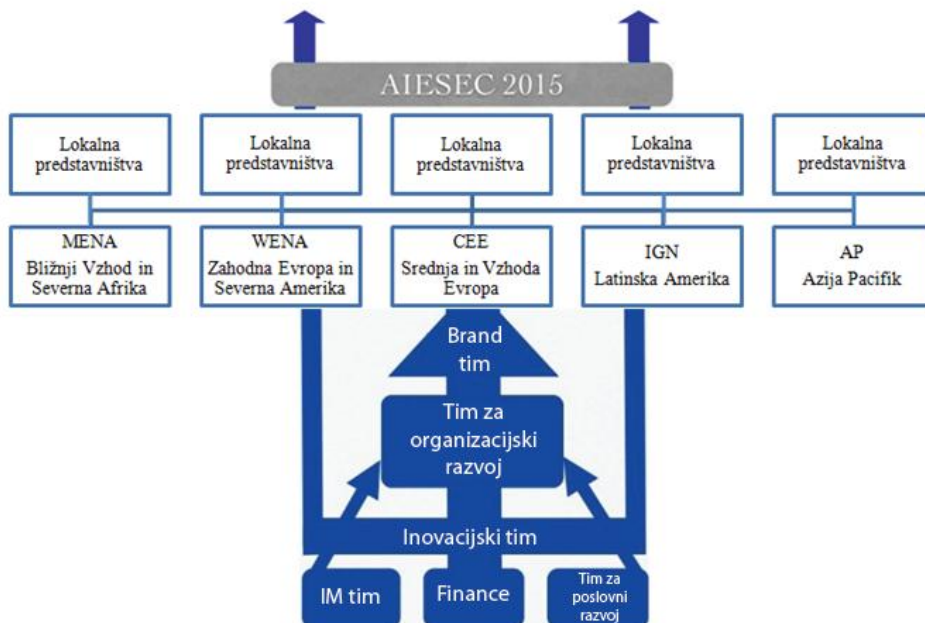 AIESEC 2015
Lokalna
predstavništva
Lokalna
predstavništva
Lokalna
predstavništva
Lokalna
predstavništva
Lokalna
predstavništva
MENA
Bližnji Vzhod in
Severna Afrika
WENA
Zahodna Evropa in
Severna Amerika
CEE
Srednja in Vzhoda
Evropa
IGN
Latinska Amerika
AP
Azija Pacifik
Brand
tim
Tim za
organizacijski
razvoj
Inovacijski tim
IM tim
Finance
Tim za
poslovni
razvoj